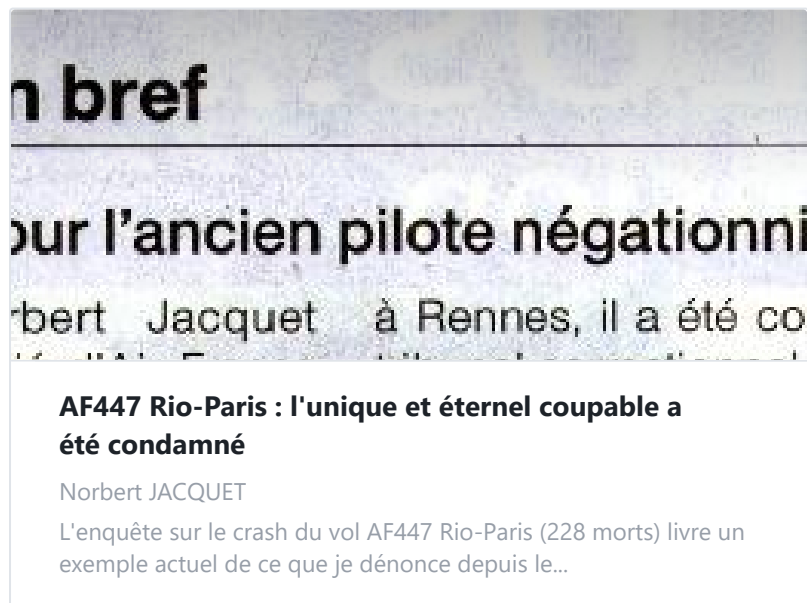 n bref
our l'ancien pilote négationni
rbert Jacquet à Rennes, il a été co
AF447 Rio-Paris : l'unique et éternel coupable a
été condamné
Norbert JACQUET
L'enquête sur le crash du vol AF447 Rio-Paris (228 morts) livre un
exemple actuel de ce que je dénonce depuis le...